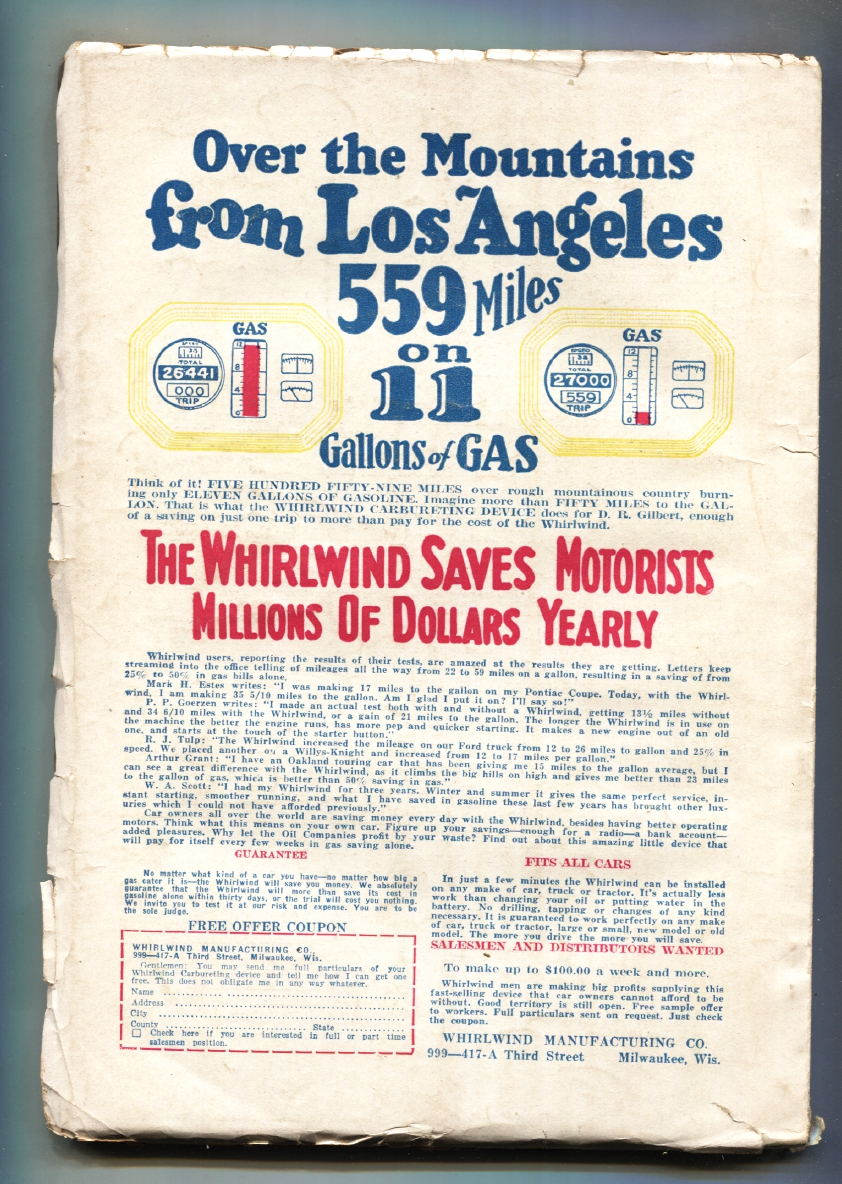 Over the Mountains
from Los Angeles
559 Miles
on
11
Gallons of GAS
GAS
12
8
4
0
TOTAL
26441
000
TRIP
GAS
12
8
4
0
SPEED
38
TOTAL
27000
559
TRIP
Think of it! FIVE HUNDRED FIFTY-NINE MILES over rough mountainous country burn-
ing only ELEVEN GALLONS OF GASOLINE. Imagine more than FIFTY MILES to the GAL-
LON. That is what the WHIRLWIND CARBURETING DEVICE does for D. R. Gilbert, enough
of a saving on just one trip to more than pay for the cost of the Whirlwind.
THE WHIRLWIND SAVES MOTORISTS
MILLIONS OF DOLLARS YEARLY
Whirlwind users, reporting the results of their tests, are amazed at the results they are getting. Letters keep
streaming into the office telling of mileages all the way from 22 to 59 miles on a gallon, resulting in a saving of from
25% to 50% in gas bills alone.
Mark H. Estes writes: "I was making 17 miles to the gallon on my Pontiac Coupe. Today, with the Whirl-
wind, I am making 35 5/10 miles to the gallon. Am I glad I put it on? I'll say so!"
P. P. Goerzen writes: "I made an actual test both with and without a Whirlwind, getting 13½ miles without
and 34 6/10 miles with the Whirlwind, or a gain of 21 miles to the gallon. The longer the Whirlwind is in use on
the machine the better the engine runs, has more pep and quicker starting. It makes a new engine out of an old
one, and starts at the touch of the starter button."
R. J. Tulp: "The Whirlwind increased the mileage on our Ford truck from 12 to 26 miles to gallon and 25% in
speed. We placed another on a Willys-Knight and increased from 12 to 17 miles per gallon."
Arthur Grant: "I have an Oakland touring car that has been giving me 15 miles to the gallon average, but I
can see a great difference with the Whirlwind, as it climbs the big hills on high and gives me better than 23 miles
to the gallon of gas, which is better than 50% saving in gas."
W. A. Scott: "I had my Whirlwind for three years. Winter and summer it gives the same perfect service, in-
stant starting, smoother running, and what I have saved in gasoline these last few years has brought other lux-
uries which I could not have afforded previously."
Car owners all over the world are saving money every day with the Whirlwind, besides having better operating
motors. Think what this means on your own car. Figure up your savings—enough for a radio—a bank account—
added pleasures. Why let the Oil Companies profit by your waste? Find out about this amazing little device that
will pay for itself every few weeks in gas saving alone.
GUARANTEE
No matter what kind of a car you have—no matter how big a
gas eater it is—the Whirlwind will save you money. We absolutely
guarantee that the Whirlwind will more than save its cost in
gasoline alone within thirty days, or the trial will cost you nothing.
We invite you to test it at our risk and expense. You are to be
the sole judge.
FREE OFFER COUPON
WHIRLWIND MANUFACTURING CO.,
999—417-A Third Street, Milwaukee, Wis.
Gentlemen: You may send me full particulars of your
Whirlwind Carbureting device and tell me how I can get one
free. This does not obligate me in any way whatever.
Name
Address
City
County State
Check here if you are interested in full or part time
salesmen position.
FITS ALL CARS
In just a few minutes the Whirlwind can be installed
on any make of car, truck or tractor. It's actually less
work than changing your oil or putting water in the
battery. No drilling, tapping or changes of any kind
necessary. It is guaranteed to work perfectly on any make
of car, truck or tractor, large or small, new model or old
model. The more you drive the more you will save.
SALESMEN AND DISTRIBUTORS WANTED
To make up to $100.00 a week and more.
Whirlwind men are making big profits supplying this
fast-selling device that car owners cannot afford to be
without. Good territory is still open. Free sample offer
to workers. Full particulars sent on request. Just check
the coupon.
WHIRLWIND MANUFACTURING CO.
999—417-A Third Street Milwaukee, Wis.